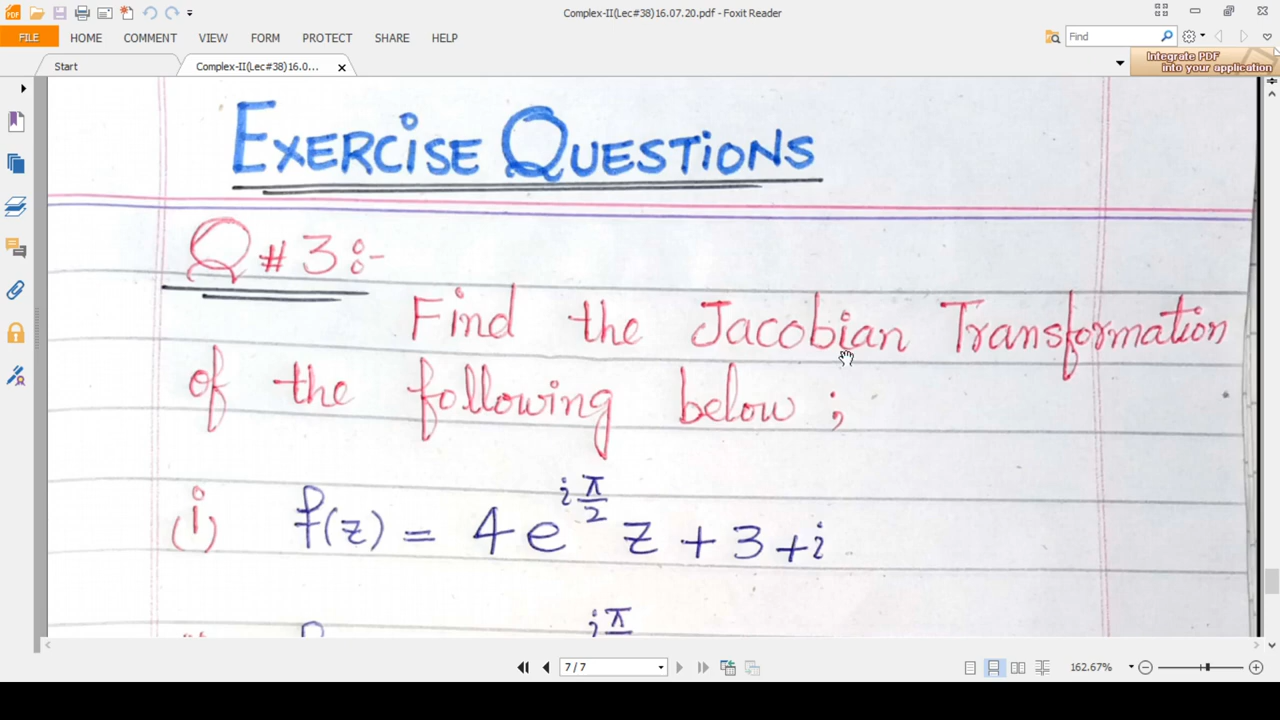 Complex-II(Lec#38)16.07.20.pdf - Foxit Reader
FILE HOME COMMENT VIEW FORM PROTECT SHARE HELP
Find
Start
Complex-II(Lec#38)16.0...
Integrate PDF
into your application
EXERCISE QUESTIONS
Q # 3 :-
Find the Jacobian Transformation
of the following below ;
(i) f(z) = 4 e^{i π/2} z + 3 + i
i π
7 / 7
162.67%